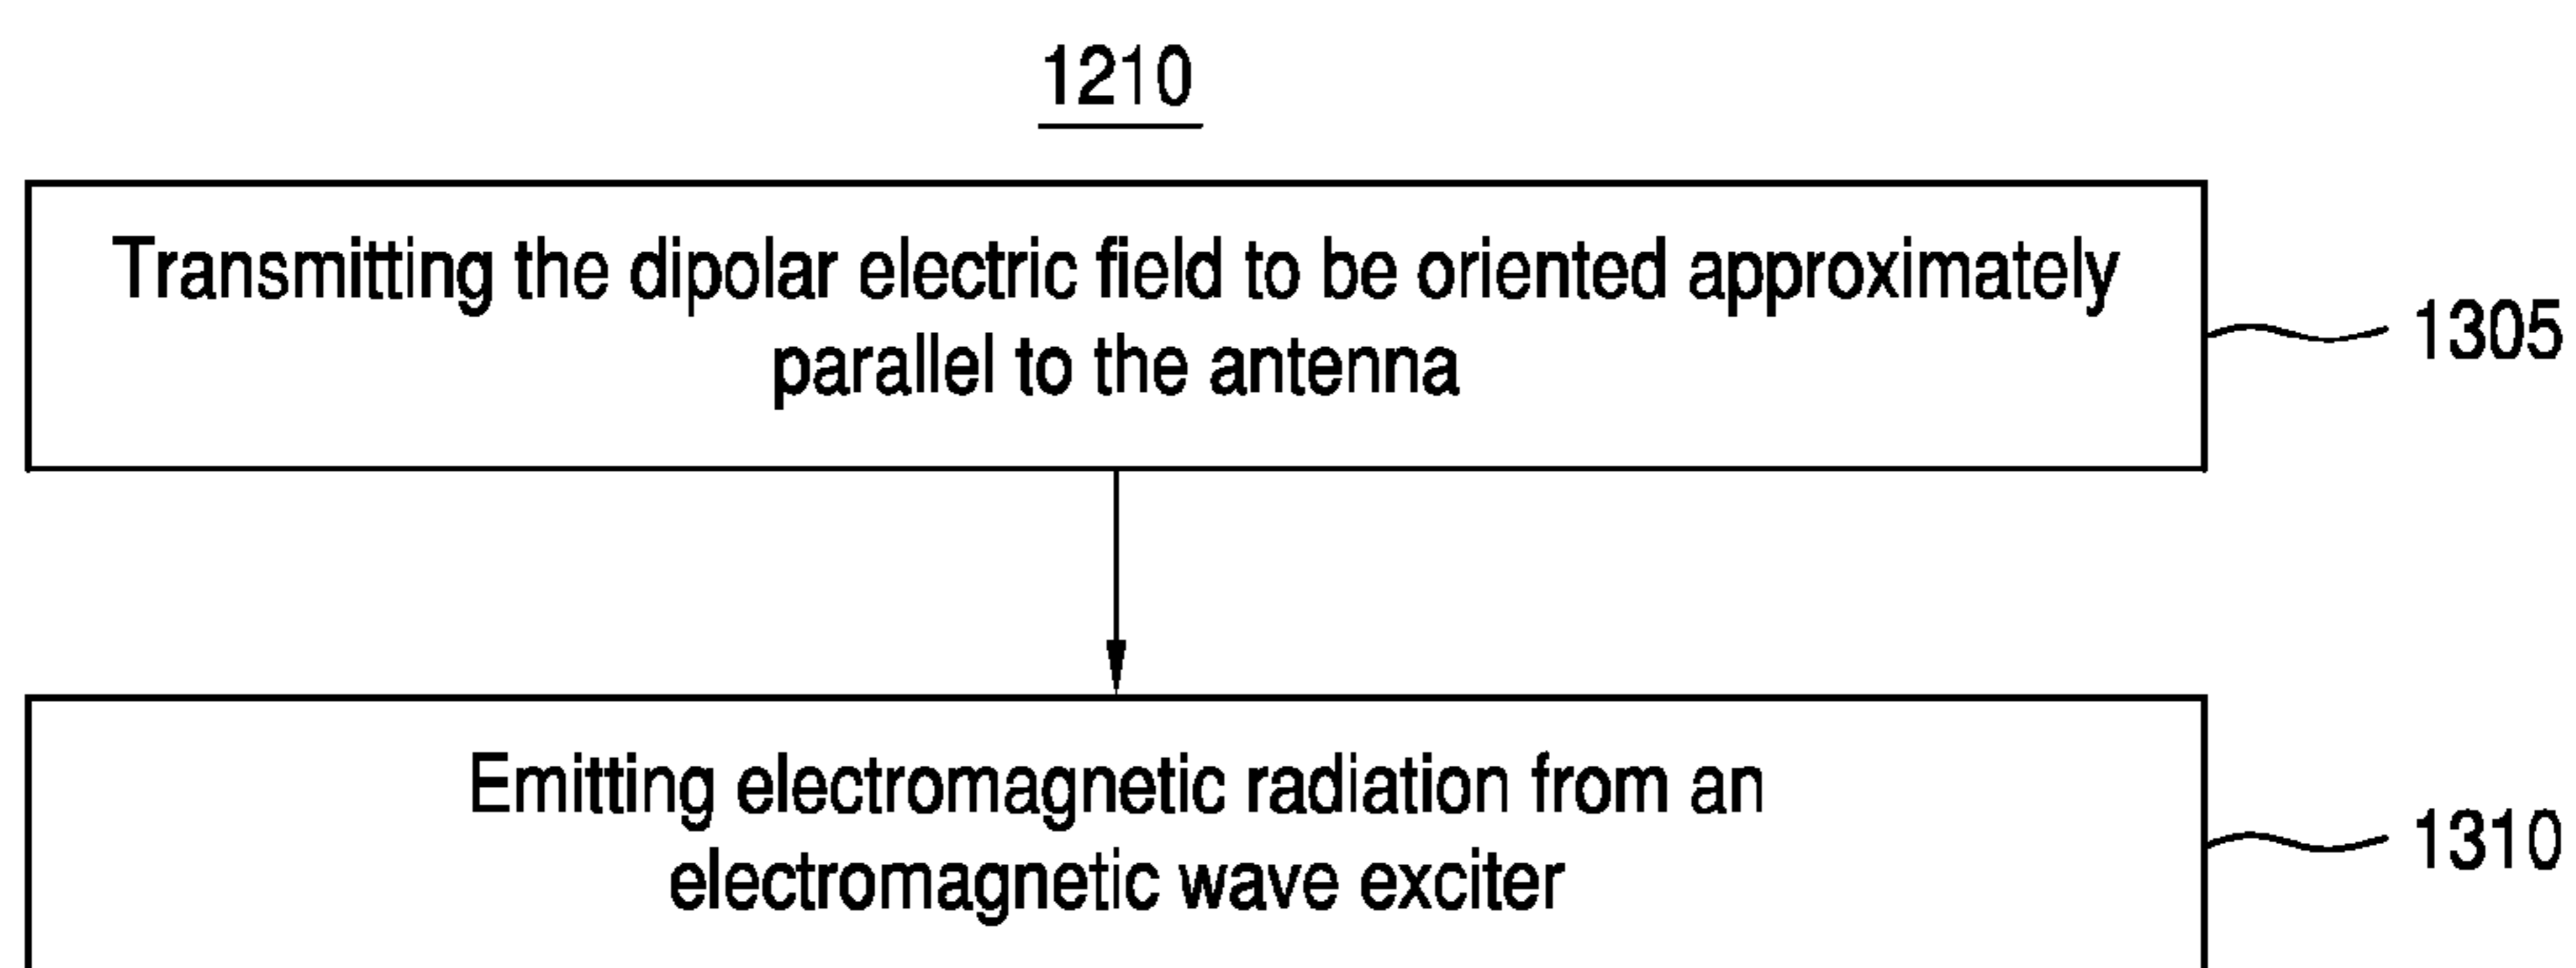 1210
Transmitting the dipolar electric field to be oriented approximately
parallel to the antenna
1305
Emitting electromagnetic radiation from an
electromagnetic wave exciter
1310